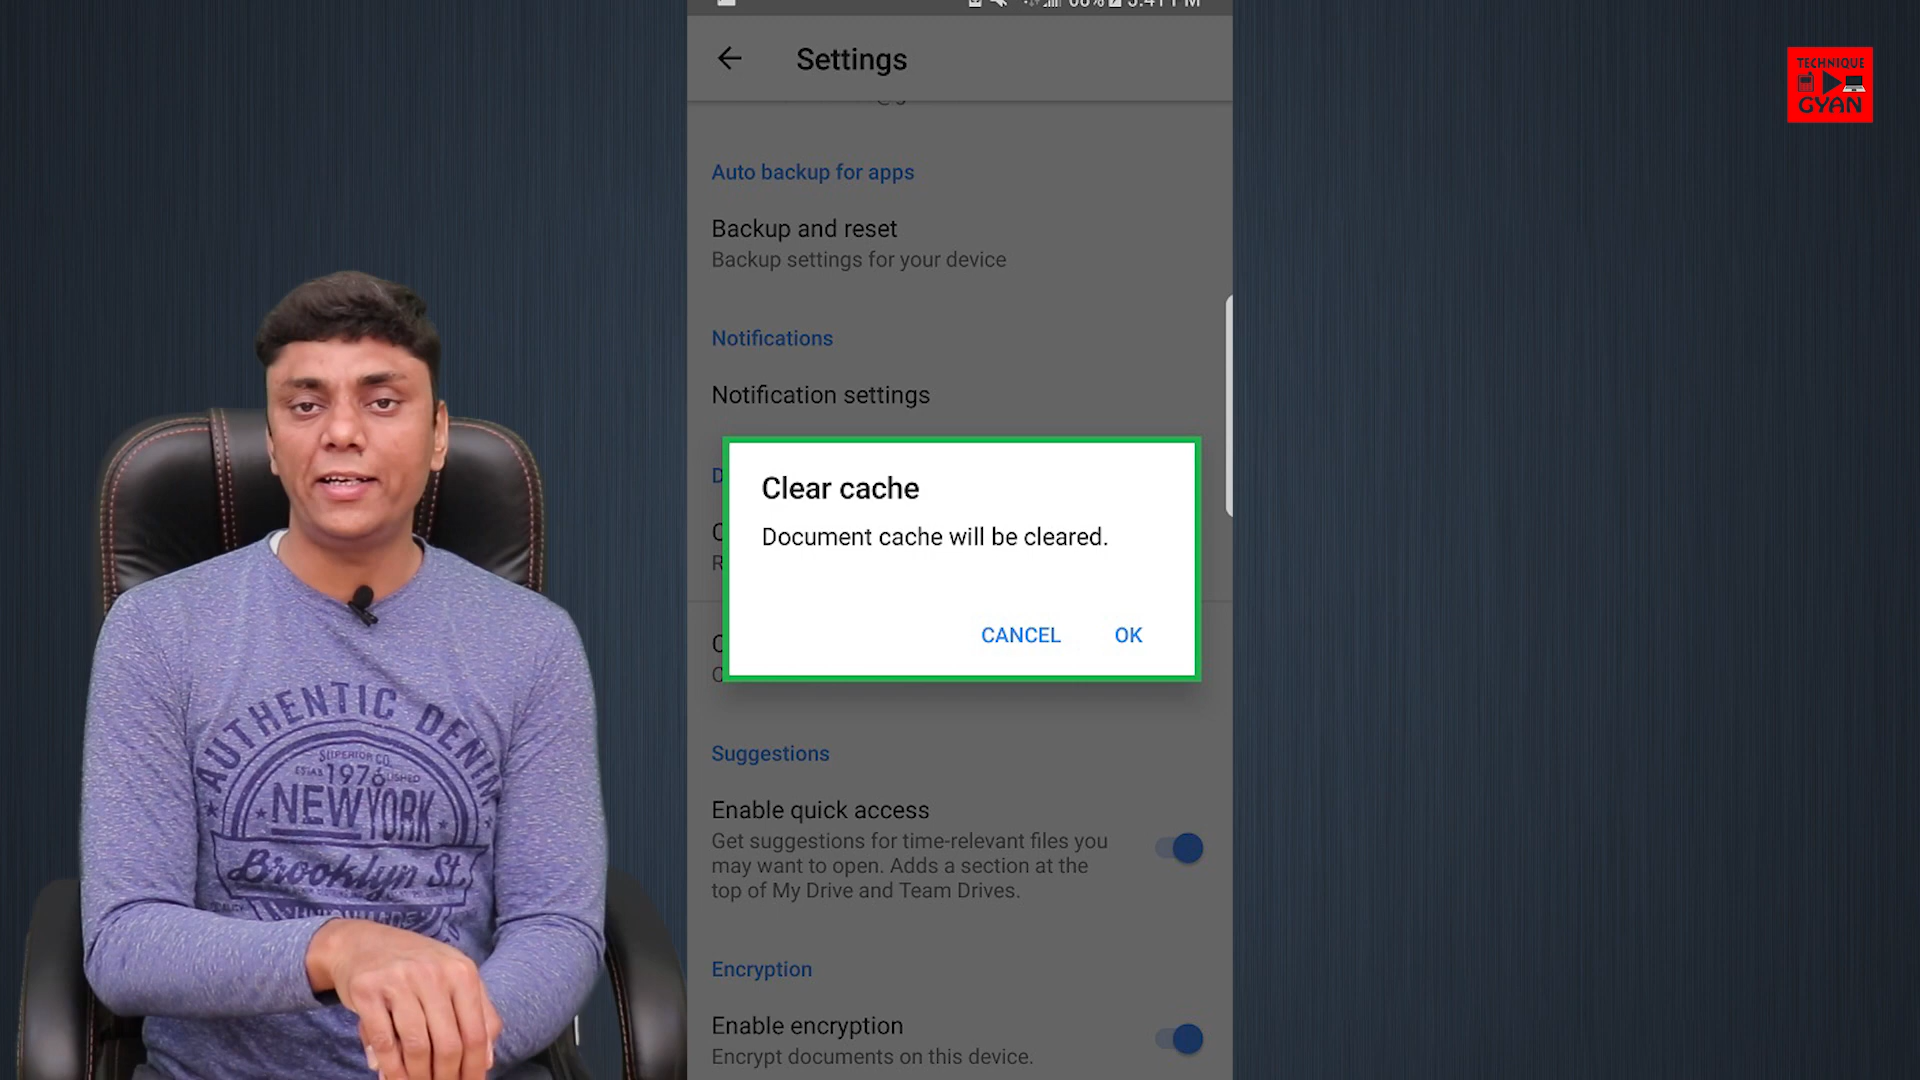 Settings
Auto backup for apps
Backup and reset
Backup settings for your device
Notifications
Notification settings
Clear cache
Document cache will be cleared.
CANCEL OK
Suggestions
Enable quick access
Get suggestions for time-relevant files you
may want to open. Adds a section at the
top of My Drive and Team Drives.
Encryption
Enable encryption
Encrypt documents on this device.
TECHNIQUE
GYAN
AUTHENTIC DENIM
SUPERIOR CO.
1976
NEW YORK
Brooklyn St.